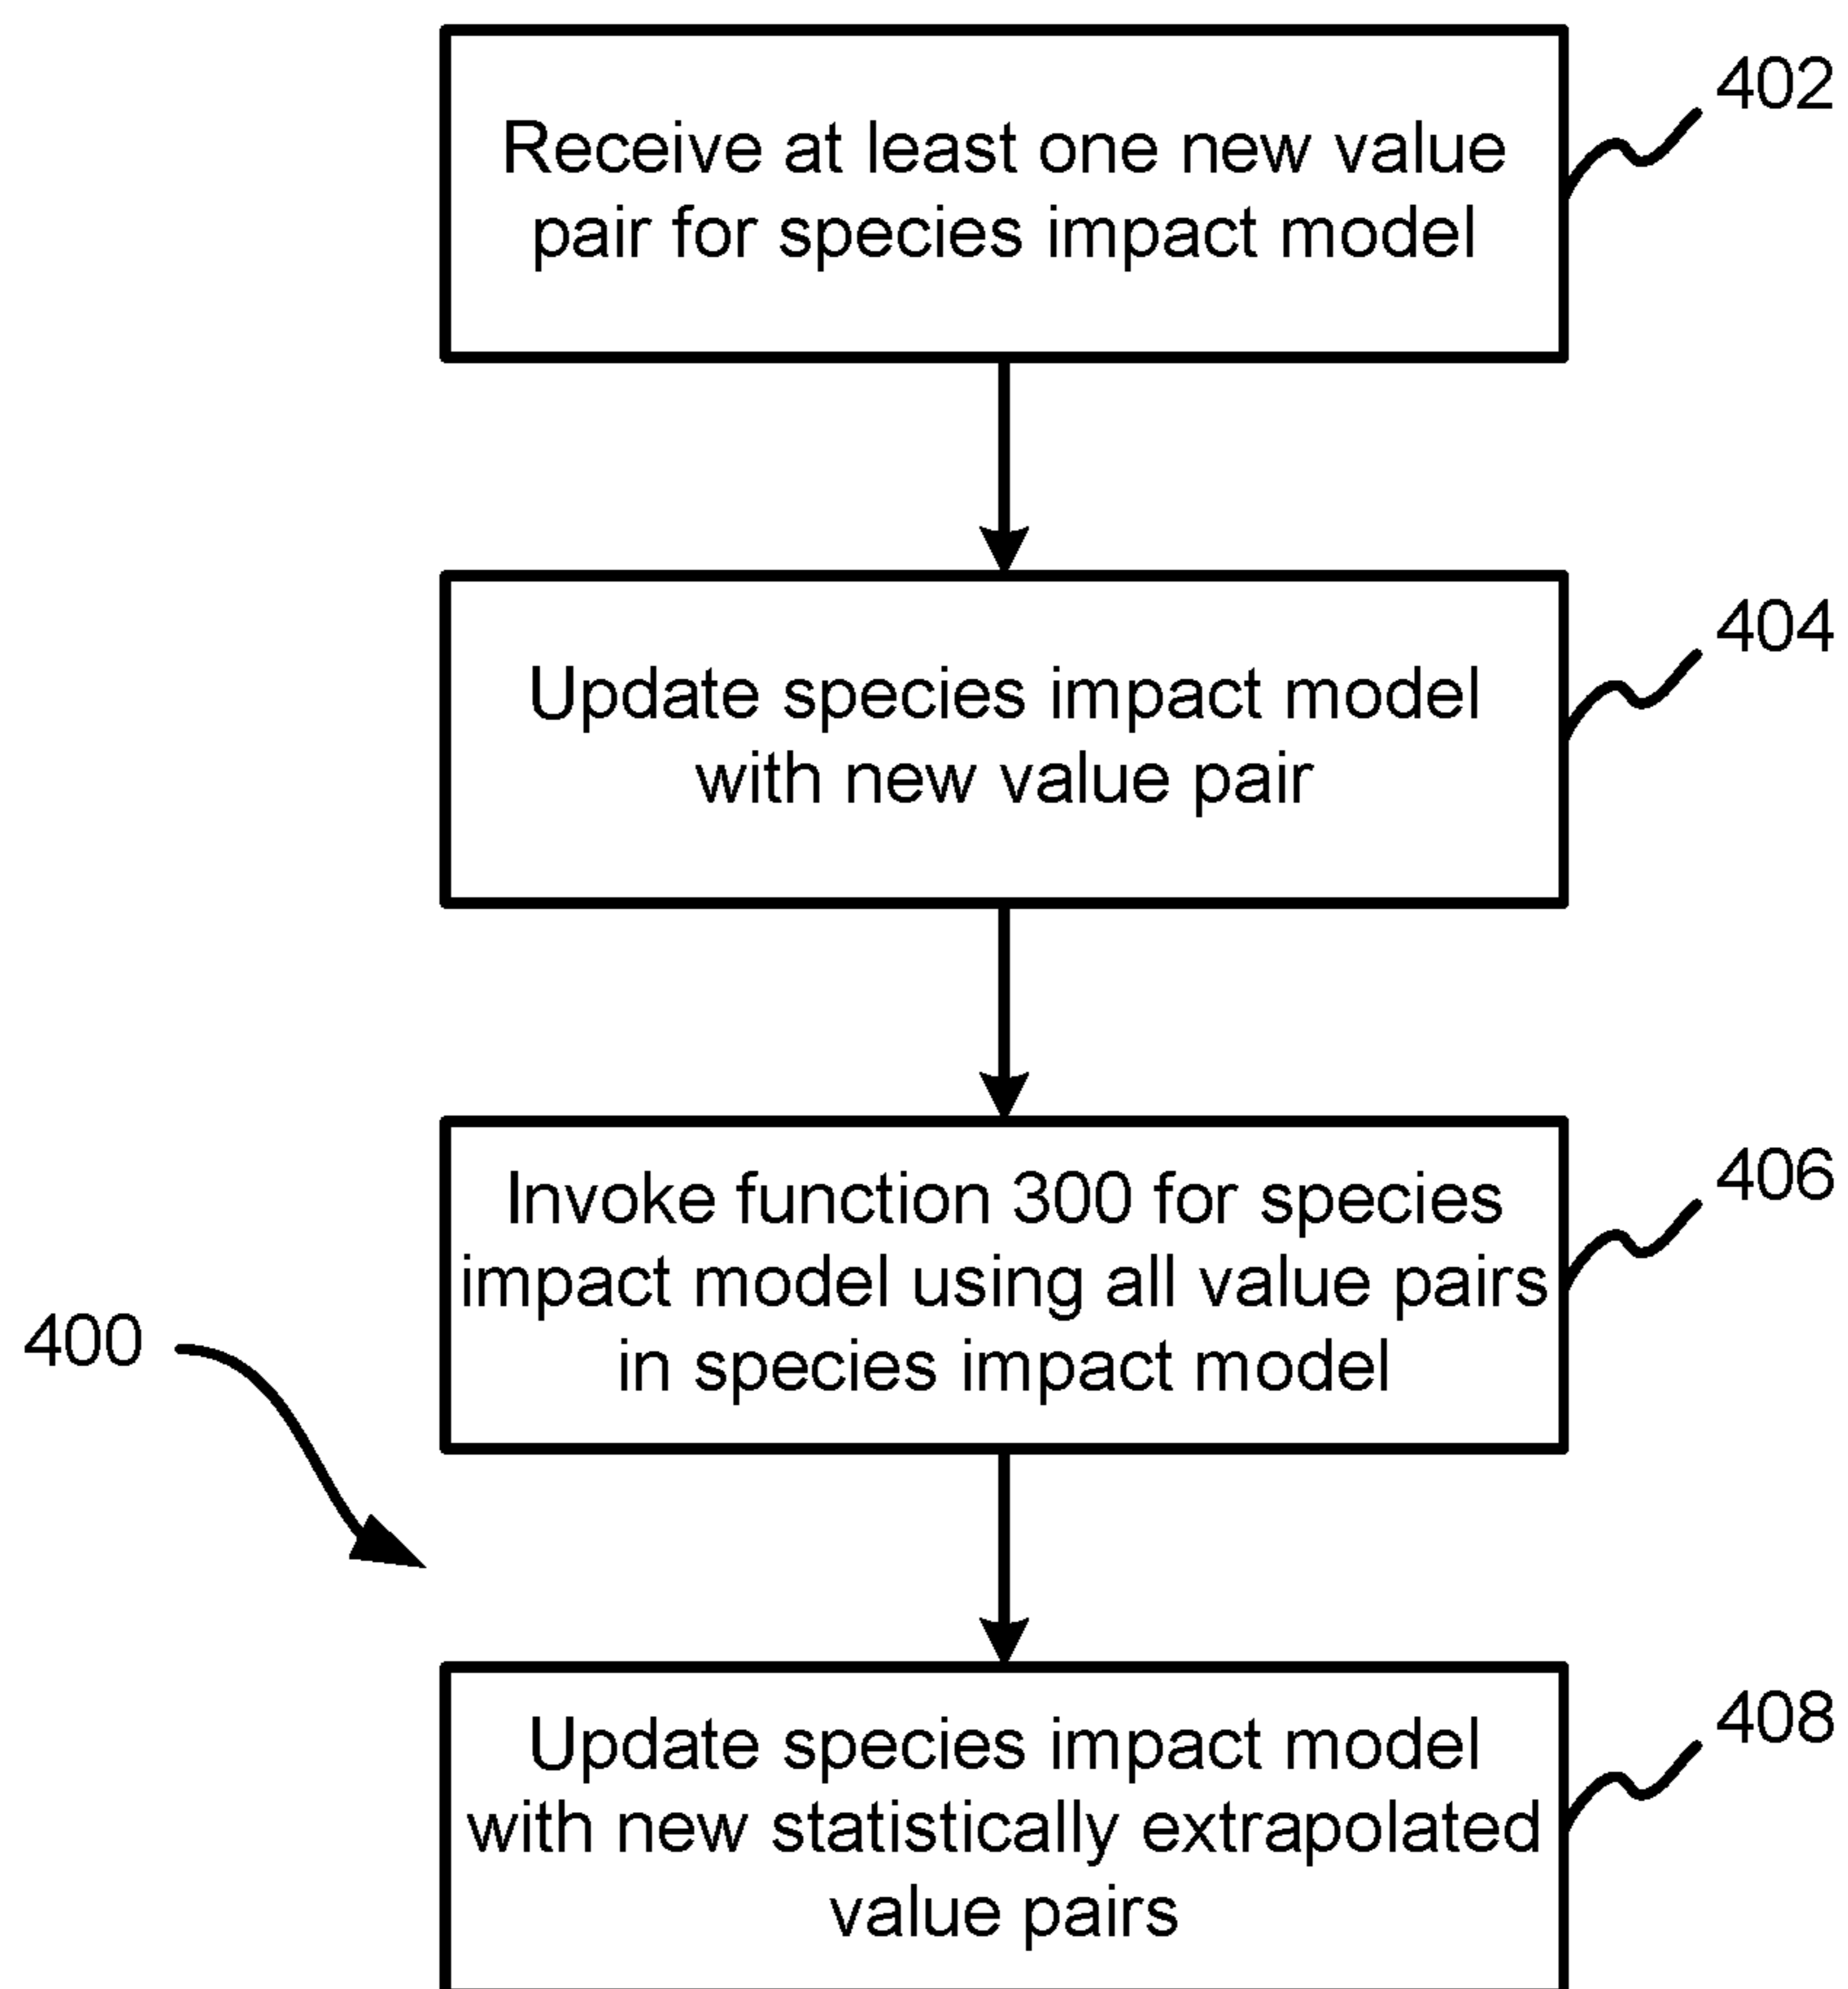 Receive at least one new value
pair for species impact model
402
Update species impact model
with new value pair
404
Invoke function 300 for species
impact model using all value pairs
in species impact model
406
400
Update species impact model
with new statistically extrapolated
value pairs
408